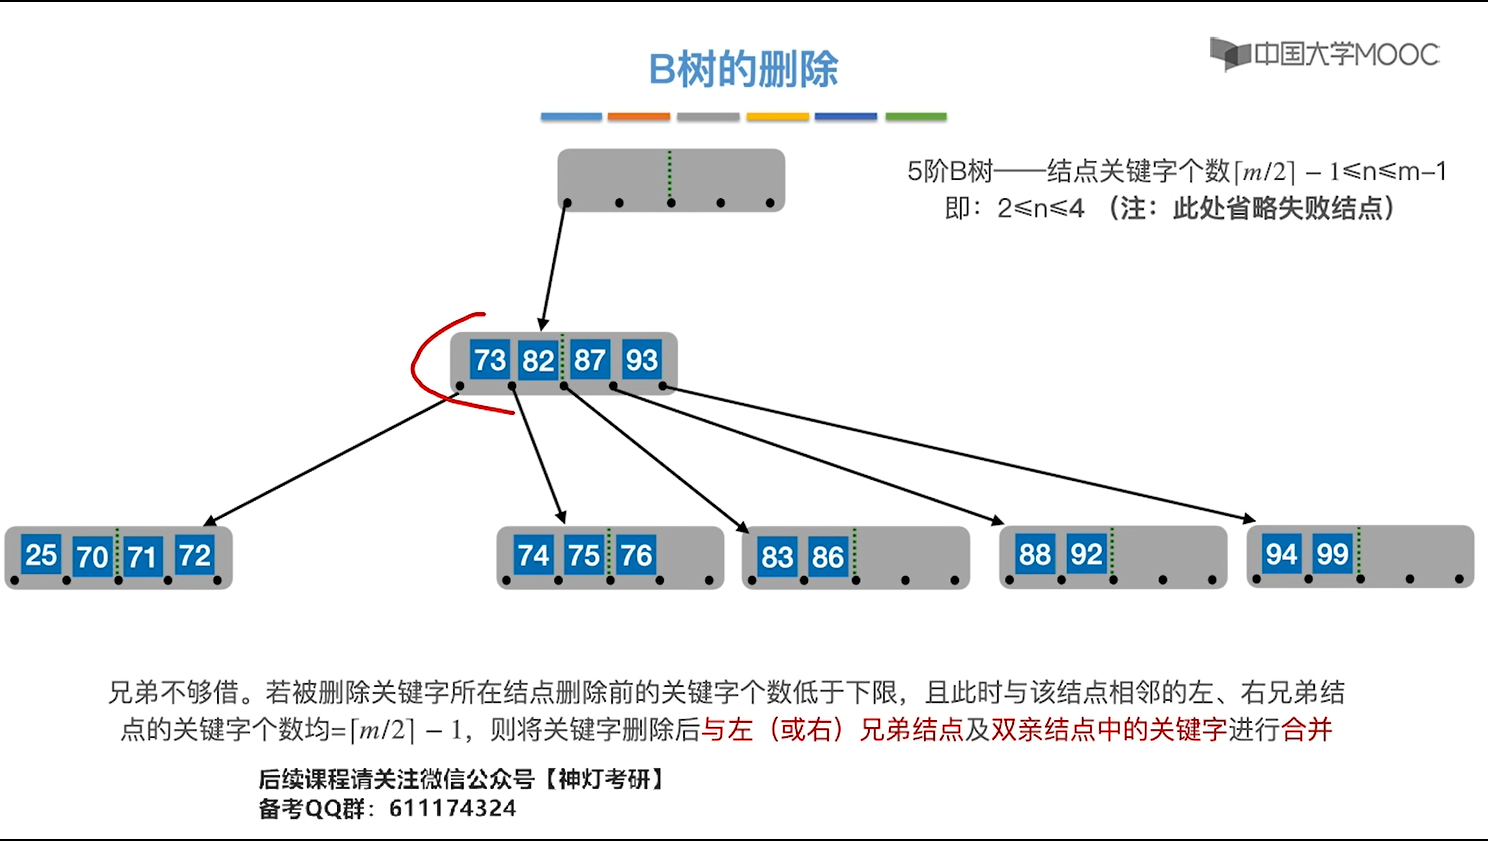 B树的删除
中国大学MOOC
5阶B树——结点关键字个数⌈m/2⌉ − 1≤n≤m−1
即：2≤n≤4 （注：此处省略失败结点）
73 82 87 93
25 70 71 72
74 75 76
83 86
88 92
94 99
兄弟不够借。若被删除关键字所在结点删除前的关键字个数低于下限，且此时与该结点相邻的左、右兄弟结
点的关键字个数均=⌈m/2⌉ − 1，则将关键字删除后与左（或右）兄弟结点及双亲结点中的关键字进行合并
后续课程请关注微信公众号【神灯考研】
备考QQ群：611174324